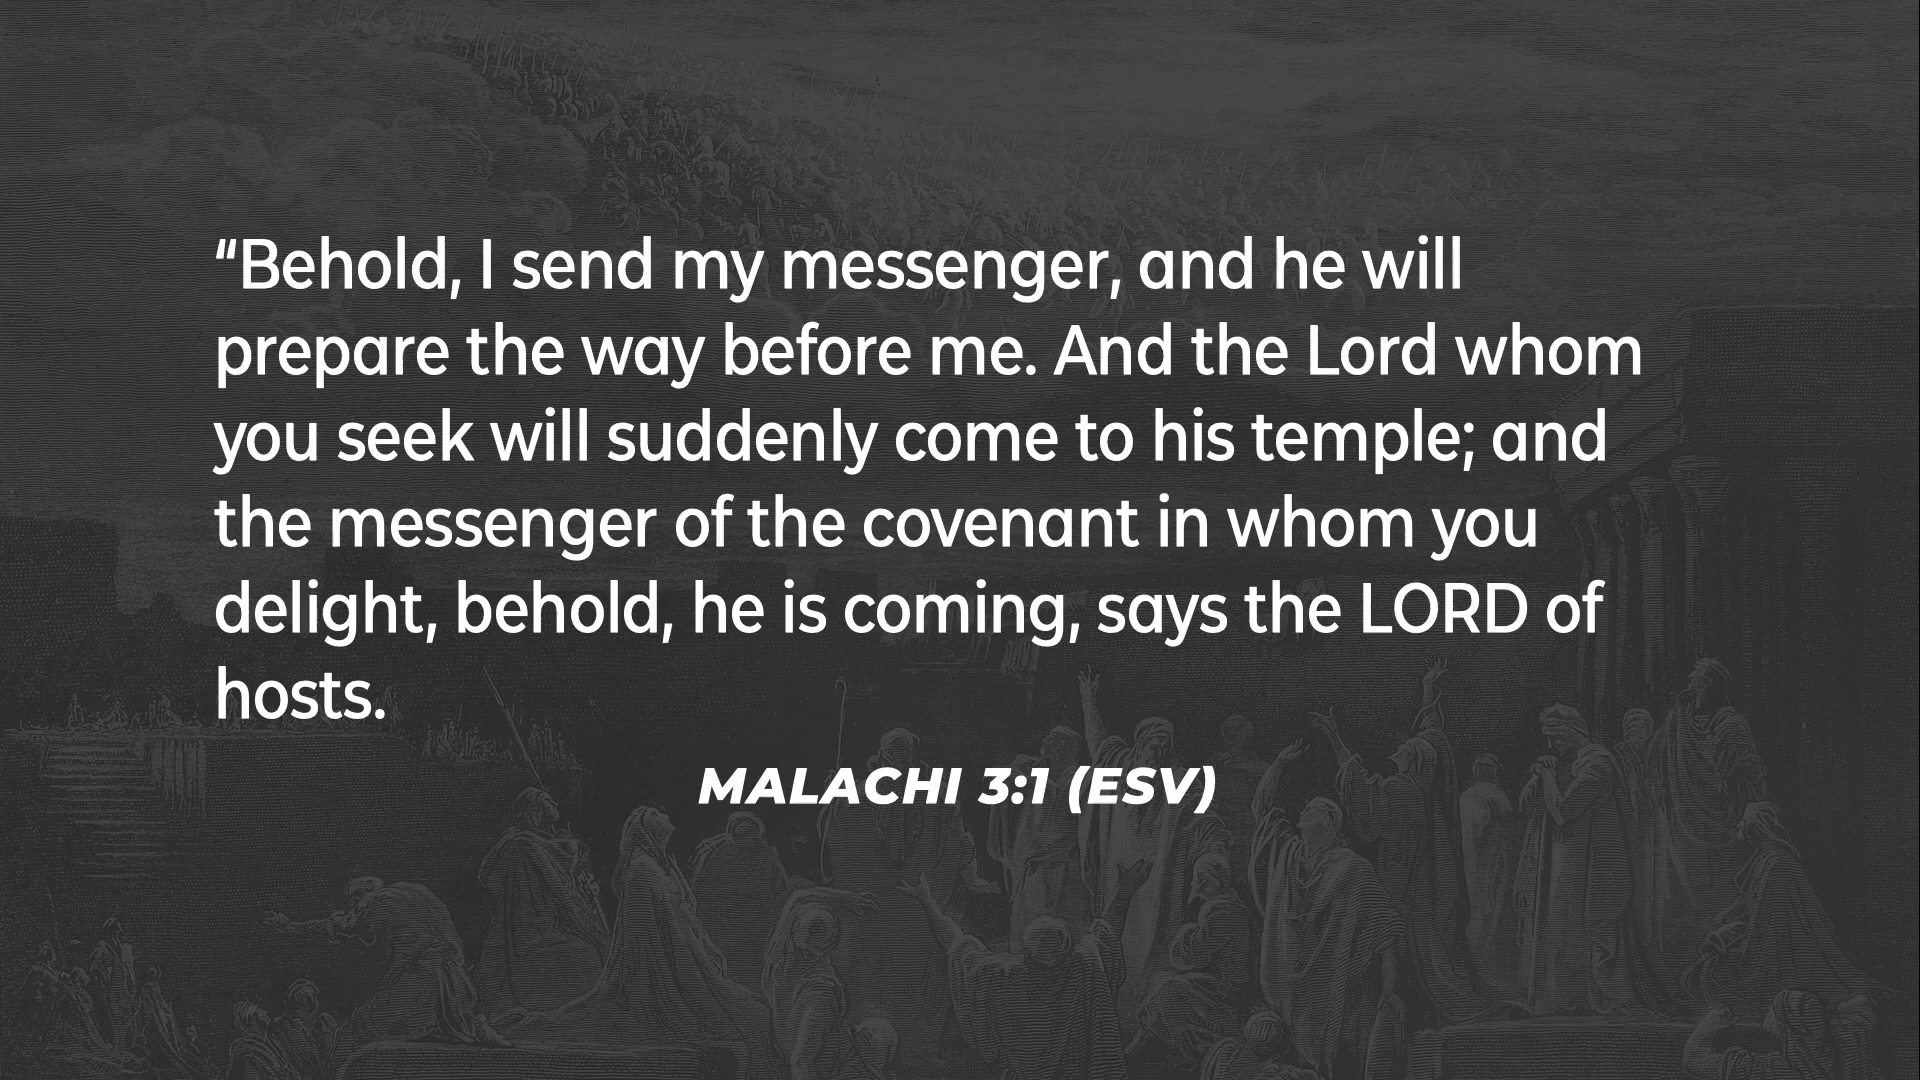 “Behold, I send my messenger, and he will
prepare the way before me. And the Lord whom
you seek will suddenly come to his temple; and
the messenger of the covenant in whom you
delight, behold, he is coming, says the LORD of
hosts.
MALACHI 3:1 (ESV)